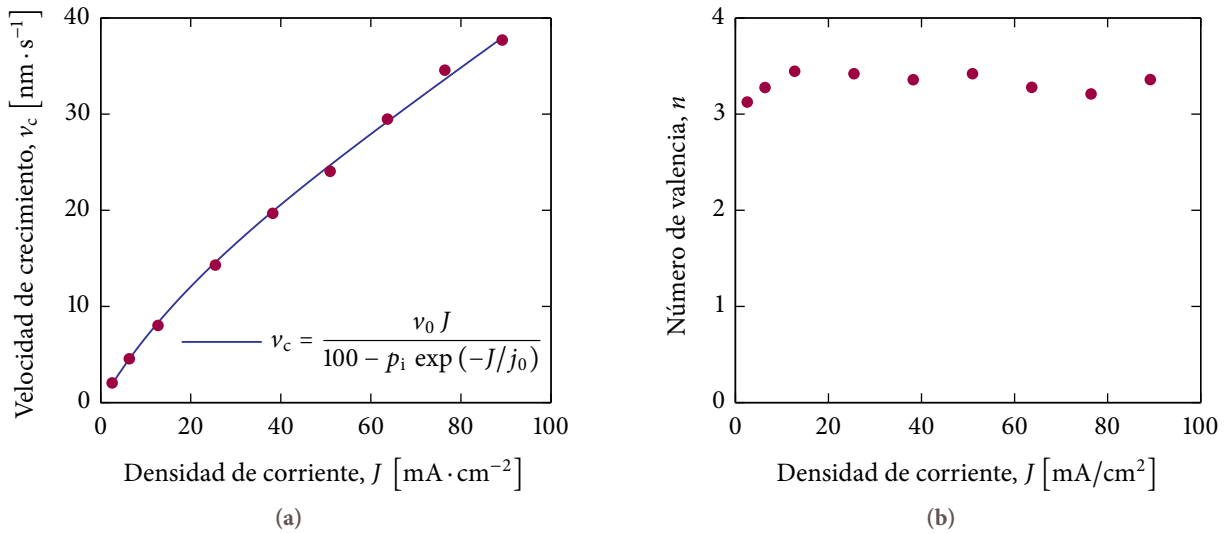 Velocidad de crecimiento, v_c [nm·s⁻¹]
40
30
20
10
0
v_c = v_0 J / (100 − p_i exp (−J/j_0))
0 20 40 60 80 100
Densidad de corriente, J [mA·cm⁻²]
(a)
Número de valencia, n
4
3
2
1
0
0 20 40 60 80 100
Densidad de corriente, J [mA/cm²]
(b)